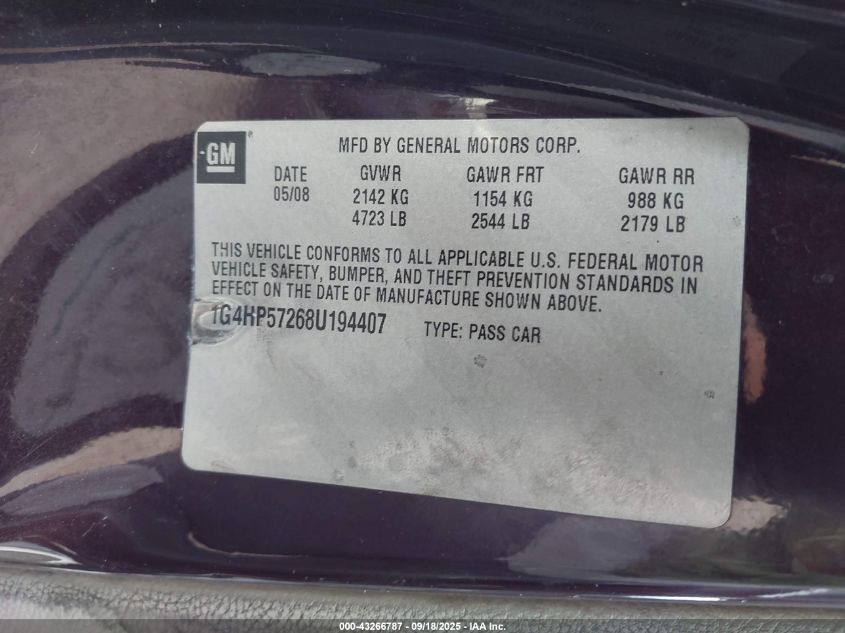 GM
MFD BY GENERAL MOTORS CORP.
DATE GVWR GAWR FRT GAWR RR
05/08 2142 KG 1154 KG 988 KG
4723 LB 2544 LB 2179 LB
THIS VEHICLE CONFORMS TO ALL APPLICABLE U.S. FEDERAL MOTOR
VEHICLE SAFETY, BUMPER, AND THEFT PREVENTION STANDARDS IN
EFFECT ON THE DATE OF MANUFACTURE SHOWN ABOVE.
1G4HP57268U194407 TYPE: PASS CAR
000-43266787 - 09/18/2025 - IAA Inc.